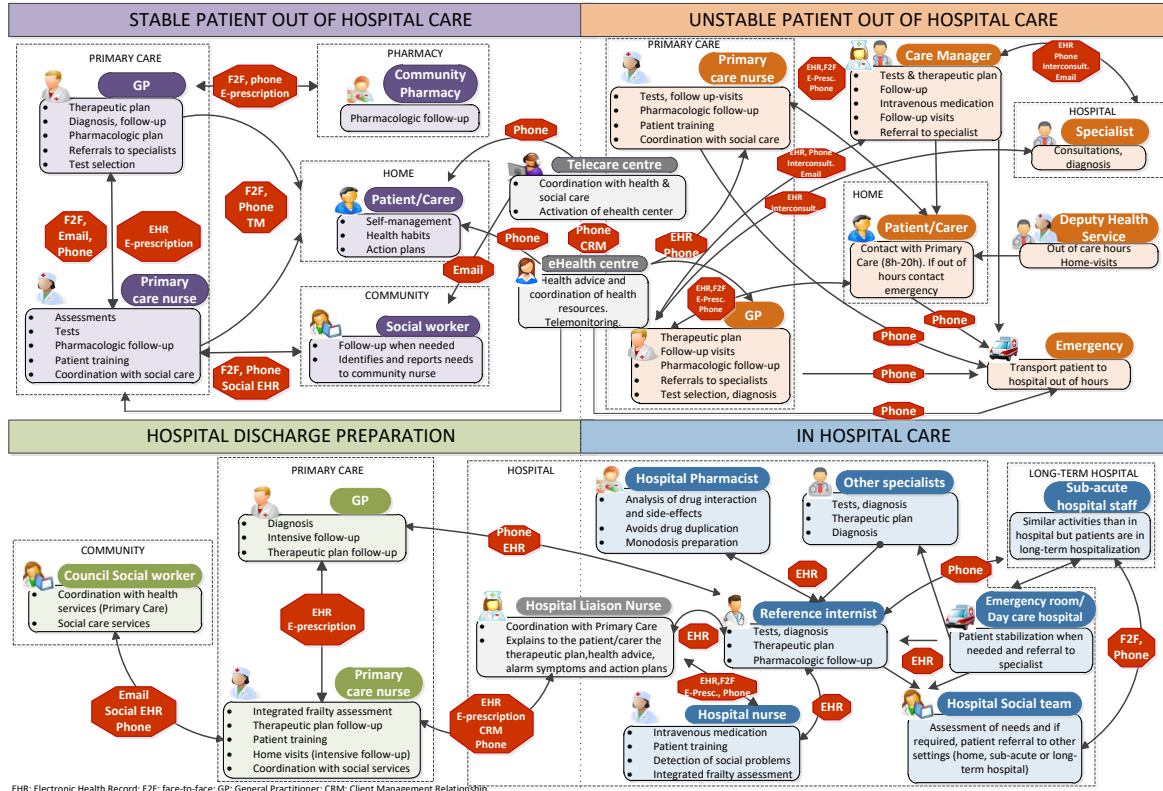 STABLE PATIENT OUT OF HOSPITAL CARE
PRIMARY CARE
GP
• Therapeutic plan
• Diagnosis, follow-up
• Pharmacologic plan
• Referrals to specialists
• Test selection
F2F, phone
E-prescription
PHARMACY
Community
Pharmacy
Pharmacologic follow-up
F2F,
Email,
Phone
EHR
E-prescription
F2F,
Phone
TM
HOME
Patient/Carer
• Self-management
• Health habits
• Action plans
Phone
Telecare centre
• Coordination with health &
social care
• Activation of ehealth center
Phone
Phone
CRM
Email
EHR
Phone
eHealth centre
Health advice and
coordination of health
resources.
Telemonitoring.
Primary
care nurse
• Assessments
• Tests
• Pharmacologic follow-up
• Patient training
• Coordination with social care
F2F, Phone
Social EHR
COMMUNITY
Social worker
• Follow-up when needed
• Identifies and reports needs
to community nurse
UNSTABLE PATIENT OUT OF HOSPITAL CARE
PRIMARY CARE
Primary
care nurse
• Tests, follow up-visits
• Pharmacologic follow-up
• Patient training
• Coordination with social care
EHR,F2F
E-Presc.
Phone
Care Manager
• Tests & therapeutic plan
• Follow-up
• Intravenous medication
• Follow-up visits
• Referral to specialist
EHR
Phone
Interconsult.
Email
HOSPITAL
Specialist
Consultations,
diagnosis
EHR, Phone
Interconsult.
Email
EHR
Interconsult.
HOME
Patient/Carer
Contact with Primary
Care (8h-20h). If out of
hours contact
emergency
Deputy Health
Service
Out of care hours
Home-visits
EHR,F2F
E-Presc.
Phone
GP
• Therapeutic plan
• Follow-up visits
• Pharmacologic follow-up
• Referrals to specialists
• Test selection, diagnosis
Phone
Phone
Phone
Phone
Emergency
Transport patient to
hospital out of hours
HOSPITAL DISCHARGE PREPARATION
PRIMARY CARE
GP
• Diagnosis
• Intensive follow-up
• Therapeutic plan follow-up
COMMUNITY
Council Social worker
• Coordination with health
services (Primary Care)
• Social care services
EHR
E-prescription
Email
Social EHR
Phone
Primary
care nurse
• Integrated frailty assessment
• Therapeutic plan follow-up
• Patient training
• Home visits (intensive follow-up)
• Coordination with social services
Phone
EHR
EHR
E-prescription
CRM
Phone
HOSPITAL
Hospital Liaison Nurse
• Coordination with Primary Care
• Explains to the patient/carer the
therapeutic plan,health advice,
alarm symptoms and action plans
IN HOSPITAL CARE
Hospital Pharmacist
• Analysis of drug interaction
and side-effects
• Avoids drug duplication
• Monodosis preparation
Other specialists
• Tests, diagnosis
• Therapeutic plan
• Diagnosis
EHR
Reference internist
• Tests, diagnosis
• Therapeutic plan
• Pharmacologic follow-up
EHR
EHR,F2F
E-Presc., Phone
EHR
Hospital nurse
• Intravenous medication
• Patient training
• Detection of social problems
• Integrated frailty assessment
LONG-TERM HOSPITAL
Sub-acute
hospital staff
Similar activities than in
hospital but patients are in
long-term hospitalization
Phone
Emergency room/
Day care hospital
Patient stabilization when
needed and referral to
specialist
EHR
F2F,
Phone
Hospital Social team
Assessment of needs and if
required, patient referral to other
settings (home, sub-acute or long-
term hospital)
EHR: Electronic Health Record; F2F: face-to-face; GP: General Practitioner; CRM: Client Management Relationship